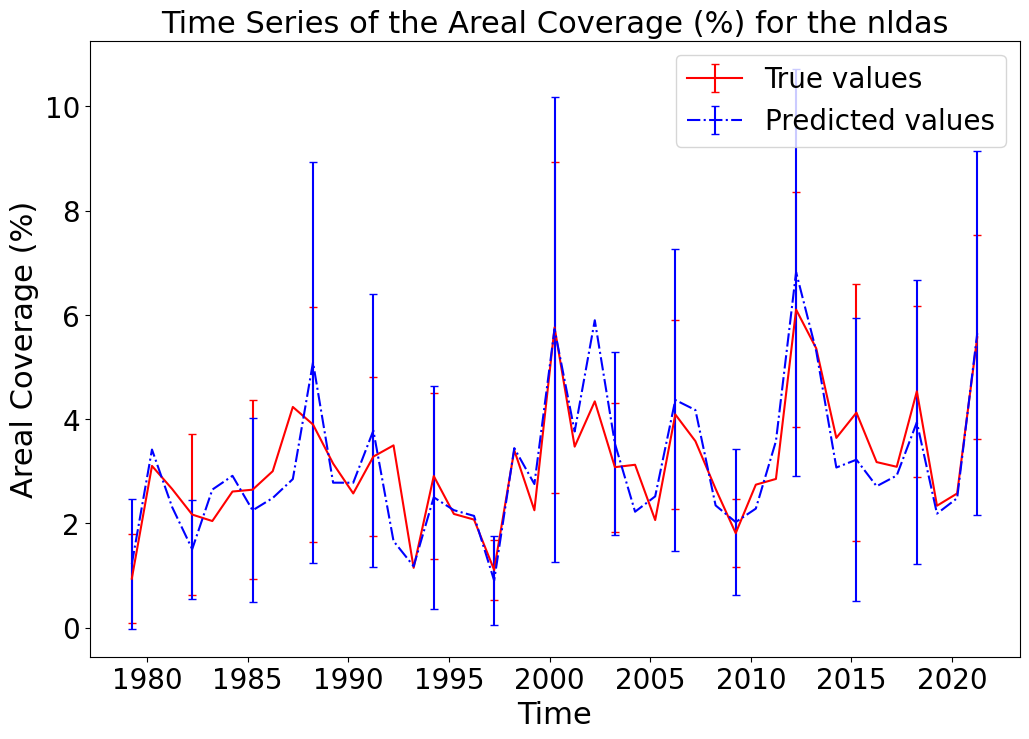 Time Series of the Areal Coverage (%) for the nldas
True values
Predicted values
Areal Coverage (%)
10
8
6
4
2
0
1980 1985 1990 1995 2000 2005 2010 2015 2020
Time